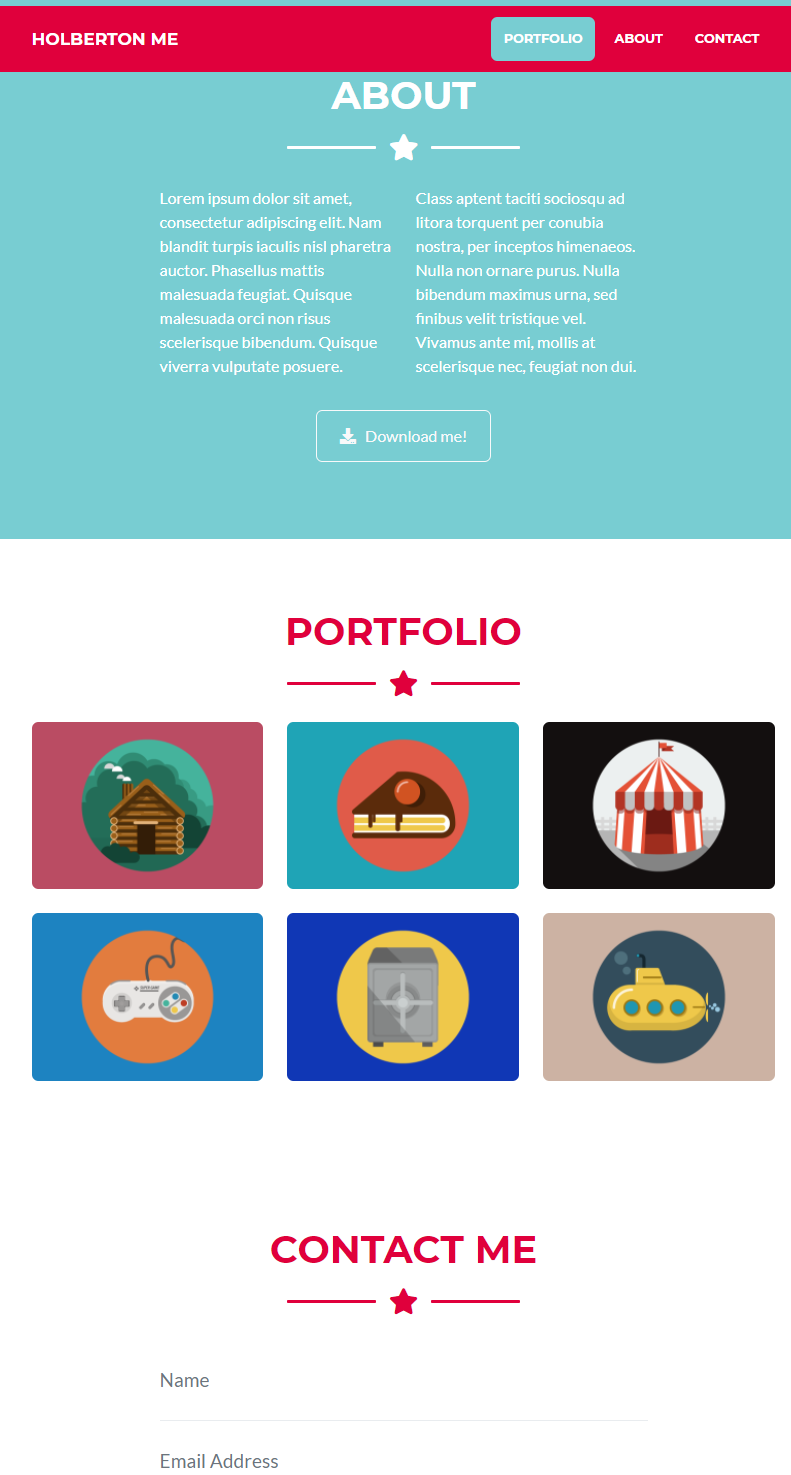 HOLBERTON ME
PORTFOLIO
ABOUT
CONTACT
ABOUT
Lorem ipsum dolor sit amet,
consectetur adipiscing elit. Nam
blandit turpis iaculis nisl pharetra
auctor. Phasellus mattis
malesuada feugiat. Quisque
malesuada orci non risus
scelerisque bibendum. Quisque
viverra vulputate posuere.
Class aptent taciti sociosqu ad
litora torquent per conubia
nostra, per inceptos himenaeos.
Nulla non ornare purus. Nulla
bibendum maximus urna, sed
finibus velit tristique vel.
Vivamus ante mi, mollis at
scelerisque nec, feugiat non dui.
Download me!
PORTFOLIO
CONTACT ME
Name
Email Address